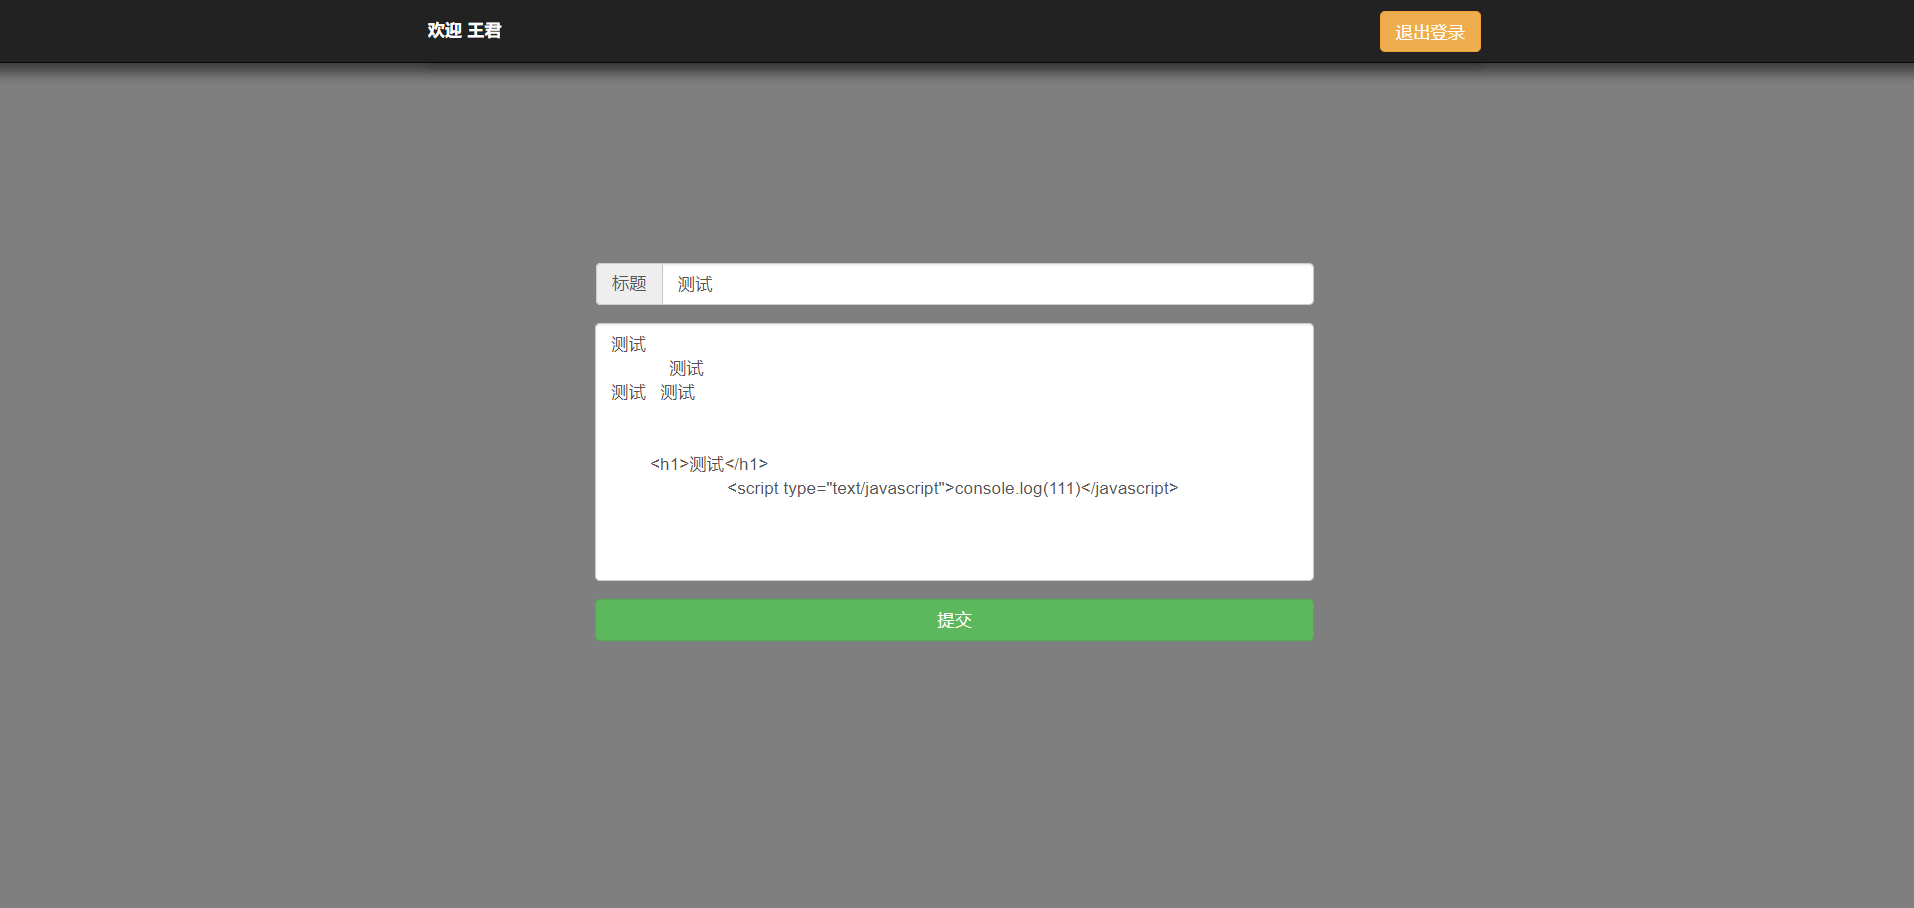 欢迎 王君
退出登录
标题 测试
测试
测试
测试 测试
<h1>测试</h1>
<script type="text/javascript">console.log(111)</javascript>
提交